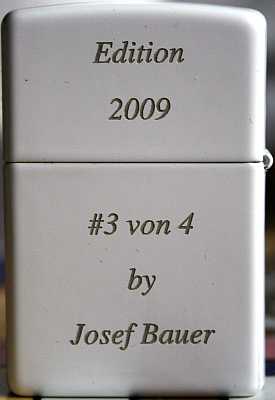 Edition
2009
#3 von 4
by
Josef Bauer